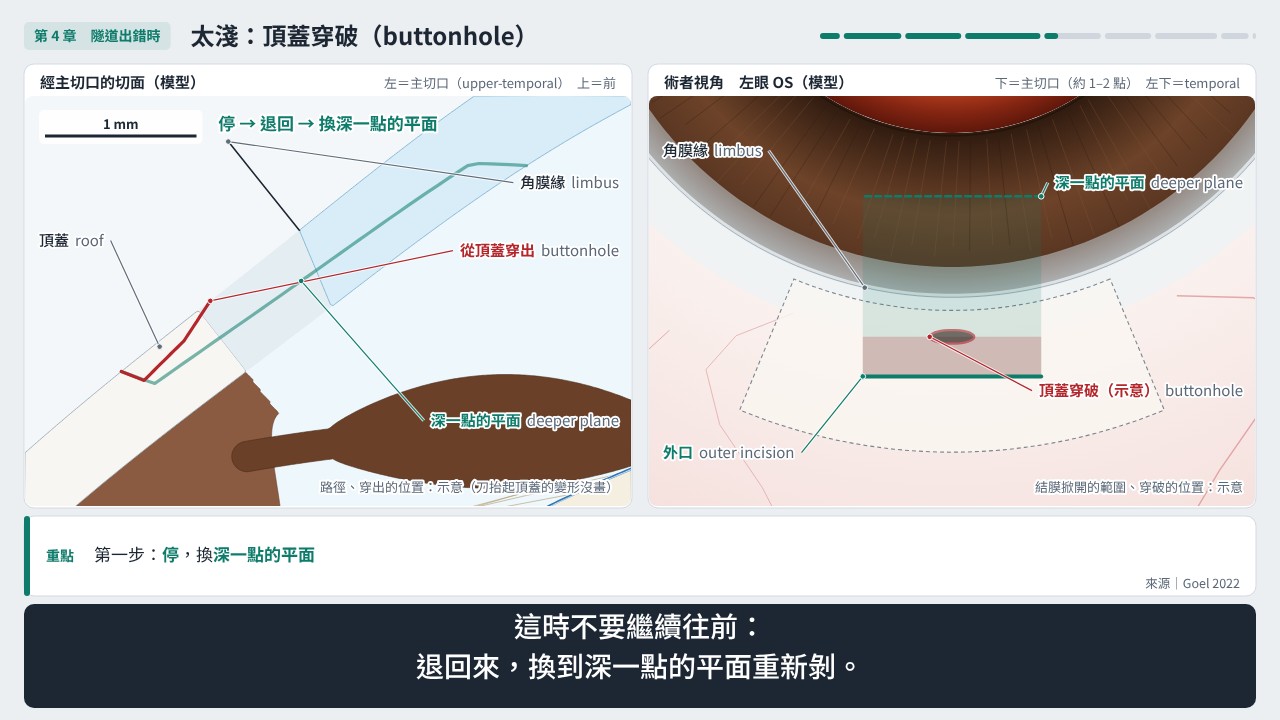 第 4 章　隧道出錯時
太淺：頂蓋穿破（buttonhole）
經主切口的切面（模型）
左＝主切口（upper-temporal）　上＝前
1 mm
停 → 退回 → 換深一點的平面
角膜緣 limbus
頂蓋 roof
從頂蓋穿出 buttonhole
深一點的平面 deeper plane
路徑、穿出的位置：示意（刀抬起頂蓋的變形沒畫）
術者視角　左眼 OS（模型）
下＝主切口（約 1–2 點）　左下＝temporal
角膜緣 limbus
深一點的平面 deeper plane
頂蓋穿破（示意） buttonhole
外口 outer incision
結膜掀開的範圍、穿破的位置：示意
重點　第一步：停，換深一點的平面
來源｜Goel 2022
這時不要繼續往前：
退回來，換到深一點的平面重新剝。